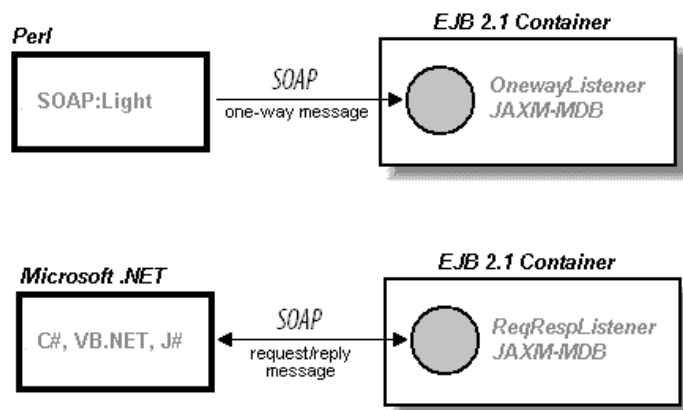 Perl
EJB 2.1 Container
SOAP:Light
SOAP
one-way message
OnewayListener
JAXM-MDB
Microsoft .NET
EJB 2.1 Container
C#, VB.NET, J#
SOAP
request/reply
message
ReqRespListener
JAXM-MDB